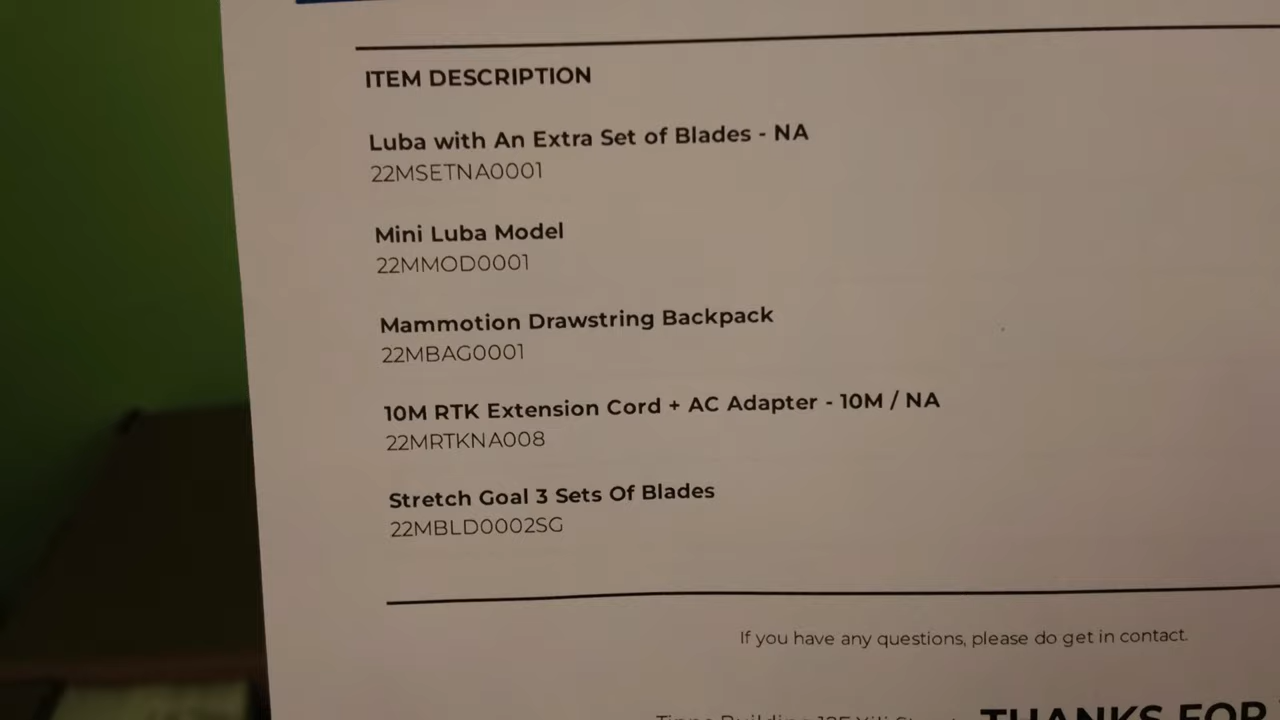 ITEM DESCRIPTION
Luba with An Extra Set of Blades - NA
22MSETNA0001
Mini Luba Model
22MMOD0001
Mammotion Drawstring Backpack
22MBAG0001
10M RTK Extension Cord + AC Adapter - 10M / NA
22MRTKNA008
Stretch Goal 3 Sets Of Blades
22MBLD0002SG
If you have any questions, please do get in contact.
THANKS FOR